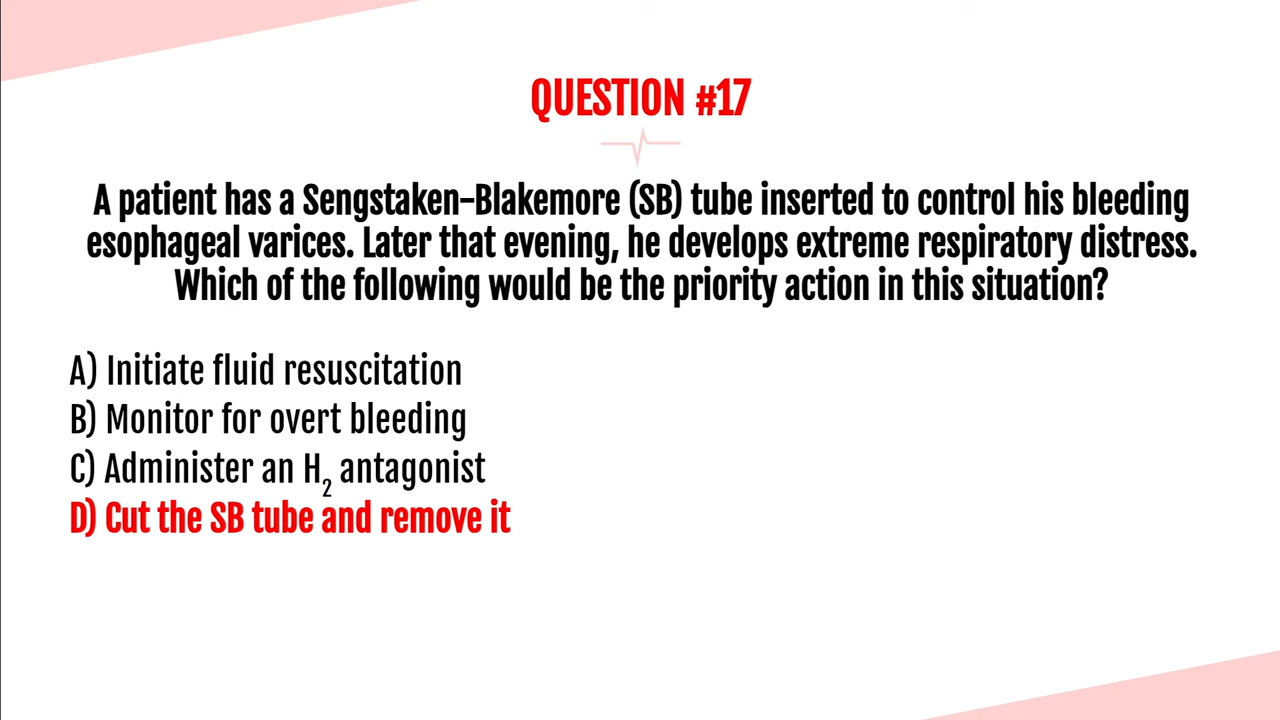 QUESTION #17
A patient has a Sengstaken-Blakemore (SB) tube inserted to control his bleeding
esophageal varices. Later that evening, he develops extreme respiratory distress.
Which of the following would be the priority action in this situation?
A) Initiate fluid resuscitation
B) Monitor for overt bleeding
C) Administer an H₂ antagonist
D) Cut the SB tube and remove it